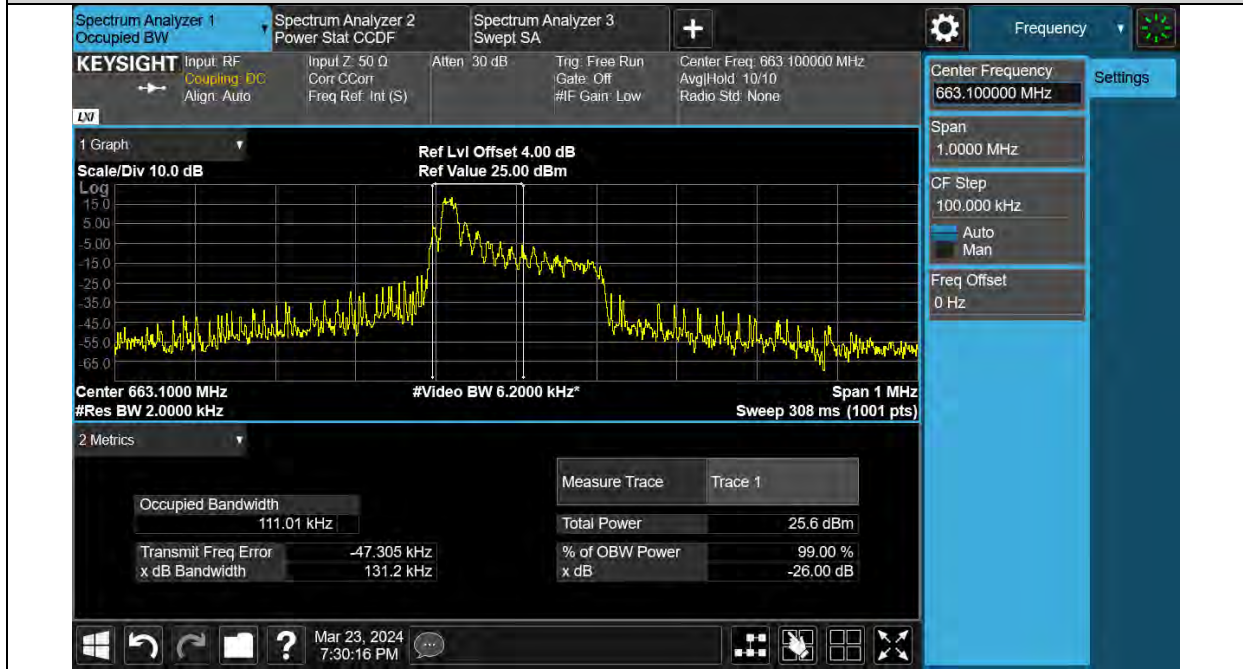 Spectrum Analyzer 1
Occupied BW
Spectrum Analyzer 2
Power Stat CCDF
Spectrum Analyzer 3
Swept SA
Frequency
KEYSIGHT
Input: RF
Coupling: DC
Align: Auto
Input Z: 50 Ω
Corr CCorr
Freq Ref: Int (S)
Atten: 30 dB
Trig: Free Run
Gate: Off
#IF Gain: Low
Center Freq: 663.100000 MHz
Avg|Hold: 10/10
Radio Std: None
LXI
Center Frequency
663.100000 MHz
Settings
Span
1.0000 MHz
CF Step
100.000 kHz
Auto
Man
Freq Offset
0 Hz
1 Graph
Scale/Div 10.0 dB
Ref Lvl Offset 4.00 dB
Ref Value 25.00 dBm
Log
15.0
5.00
-5.00
-15.0
-25.0
-35.0
-45.0
-55.0
-65.0
Center 663.1000 MHz
#Video BW 6.2000 kHz*
Span 1 MHz
#Res BW 2.0000 kHz
Sweep 308 ms (1001 pts)
2 Metrics
Measure Trace
Trace 1
Occupied Bandwidth
111.01 kHz
Total Power
25.6 dBm
Transmit Freq Error
-47.305 kHz
% of OBW Power
99.00 %
x dB Bandwidth
131.2 kHz
x dB
-26.00 dB
?
Mar 23, 2024
7:30:16 PM